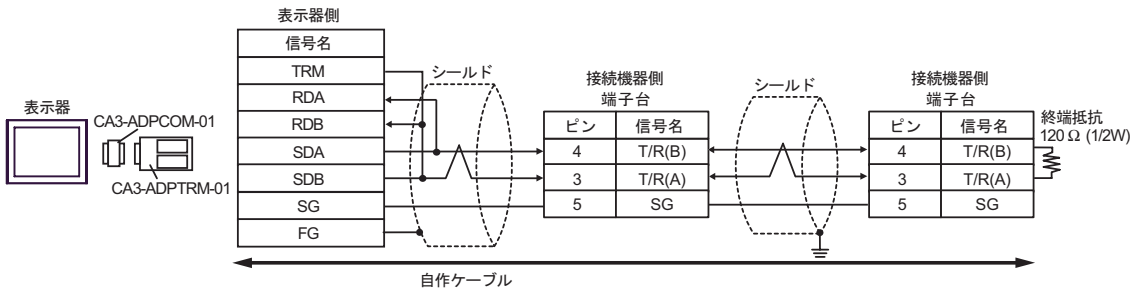 表示器
CA3-ADPCOM-01
CA3-ADPTRM-01
表示器側
信号名
TRM
RDA
RDB
SDA
SDB
SG
FG
シールド
接続機器側
端子台
ピン 信号名
4 T/R(B)
3 T/R(A)
5 SG
シールド
接続機器側
端子台
ピン 信号名
4 T/R(B)
3 T/R(A)
5 SG
終端抵抗
120 Ω (1/2W)
自作ケーブル